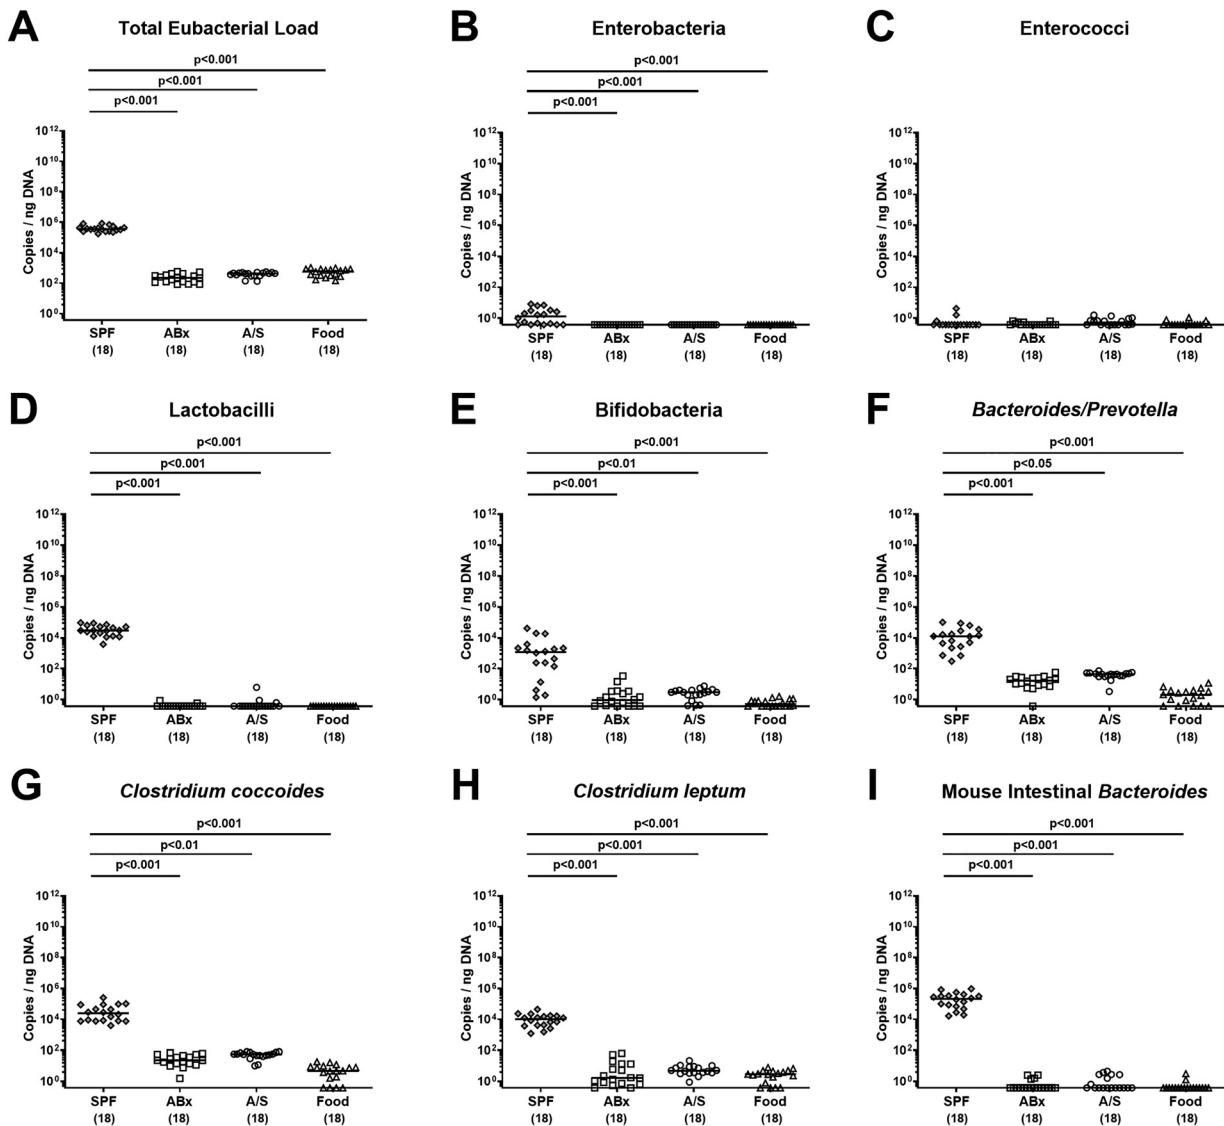 A Total Eubacterial Load
p<0.001
p<0.001
p<0.001
Copies / ng DNA
10^12
10^10
10^8
10^6
10^4
10^2
10^0
SPF ABx A/S Food
(18) (18) (18) (18)
B Enterobacteria
p<0.001
p<0.001
p<0.001
Copies / ng DNA
10^12
10^10
10^8
10^6
10^4
10^2
10^0
SPF ABx A/S Food
(18) (18) (18) (18)
C Enterococci
Copies / ng DNA
10^12
10^10
10^8
10^6
10^4
10^2
10^0
SPF ABx A/S Food
(18) (18) (18) (18)
D Lactobacilli
p<0.001
p<0.001
p<0.001
Copies / ng DNA
10^12
10^10
10^8
10^6
10^4
10^2
10^0
SPF ABx A/S Food
(18) (18) (18) (18)
E Bifidobacteria
p<0.001
p<0.01
p<0.001
Copies / ng DNA
10^12
10^10
10^8
10^6
10^4
10^2
10^0
SPF ABx A/S Food
(18) (18) (18) (18)
F Bacteroides/Prevotella
p<0.001
p<0.05
p<0.001
Copies / ng DNA
10^12
10^10
10^8
10^6
10^4
10^2
10^0
SPF ABx A/S Food
(18) (18) (18) (18)
G Clostridium coccoides
p<0.001
p<0.01
p<0.001
Copies / ng DNA
10^12
10^10
10^8
10^6
10^4
10^2
10^0
SPF ABx A/S Food
(18) (18) (18) (18)
H Clostridium leptum
p<0.001
p<0.001
p<0.001
Copies / ng DNA
10^12
10^10
10^8
10^6
10^4
10^2
10^0
SPF ABx A/S Food
(18) (18) (18) (18)
I Mouse Intestinal Bacteroides
p<0.001
p<0.001
p<0.001
Copies / ng DNA
10^12
10^10
10^8
10^6
10^4
10^2
10^0
SPF ABx A/S Food
(18) (18) (18) (18)